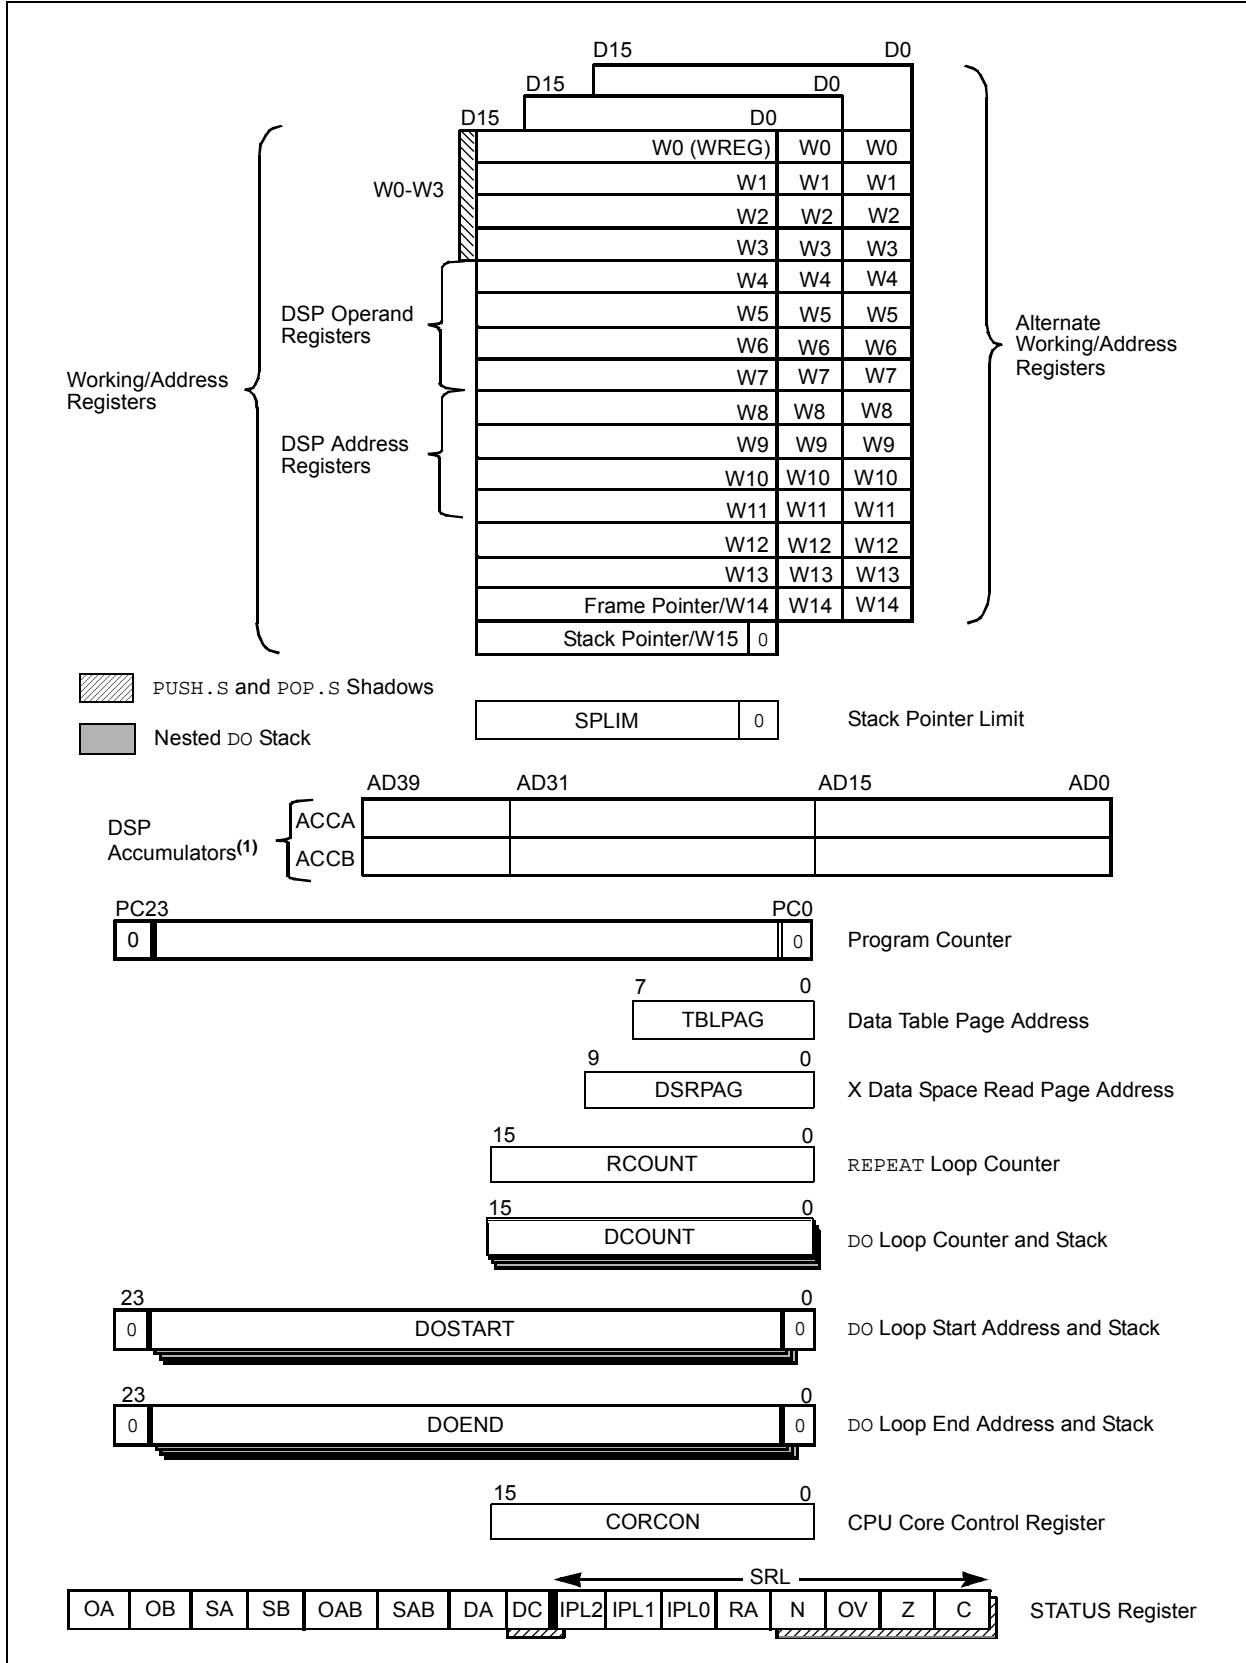 D15 D0
D15 D0
D15 D0
W0 (WREG) W0 W0
W0-W3
W1 W1 W1
W2 W2 W2
W3 W3 W3
W4 W4 W4
DSP Operand
Registers
W5 W5 W5
W6 W6 W6
W7 W7 W7
Working/Address
Registers
Alternate
Working/Address
Registers
W8 W8 W8
DSP Address
Registers
W9 W9 W9
W10 W10 W10
W11 W11 W11
W12 W12 W12
W13 W13 W13
Frame Pointer/W14 W14 W14
Stack Pointer/W15 0
PUSH.S and POP.S Shadows
Nested DO Stack
SPLIM 0 Stack Pointer Limit
AD39 AD31 AD15 AD0
DSP
Accumulators(1)
ACCA
ACCB
PC23 PC0
0 0 Program Counter
7 0
TBLPAG Data Table Page Address
9 0
DSRPAG X Data Space Read Page Address
15 0
RCOUNT REPEAT Loop Counter
15 0
DCOUNT DO Loop Counter and Stack
23 0
0 DOSTART 0 DO Loop Start Address and Stack
23 0
0 DOEND 0 DO Loop End Address and Stack
15 0
CORCON CPU Core Control Register
SRL
OA OB SA SB OAB SAB DA DC IPL2 IPL1 IPL0 RA N OV Z C STATUS Register